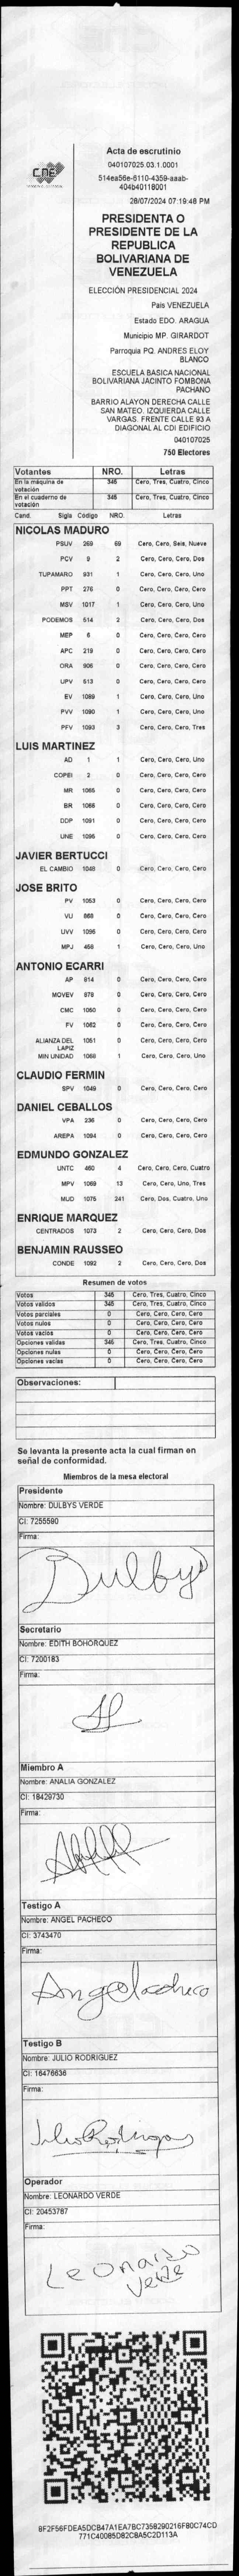 CNE
Acta de escrutinio
040107025.03.1.0001
514ea56e-6110-4359-aaab-
404b40118001
28/07/2024 07:19:48 PM
PRESIDENTA O
PRESIDENTE DE LA
REPUBLICA
BOLIVARIANA DE
VENEZUELA
ELECCIÓN PRESIDENCIAL 2024
País VENEZUELA
Estado EDO. ARAGUA
Municipio MP. GIRARDOT
Parroquia PQ. ANDRES ELOY
BLANCO
ESCUELA BASICA NACIONAL
BOLIVARIANA JACINTO FOMBONA
PACHANO
BARRIO ALAYON DERECHA CALLE
SAN MATEO. IZQUIERDA CALLE
VARGAS. FRENTE CALLE 93 A
DIAGONAL AL CDI EDIFICIO
040107025
750 Electores
Votantes NRO. Letras
En la máquina de votación 345 Cero, Tres, Cuatro, Cinco
En el cuaderno de votación 345 Cero, Tres, Cuatro, Cinco
Cand. Sigla Código NRO. Letras
NICOLAS MADURO
PSUV 269 69 Cero, Cero, Seis, Nueve
PCV 9 2 Cero, Cero, Cero, Dos
TUPAMARO 931 1 Cero, Cero, Cero, Uno
PPT 276 0 Cero, Cero, Cero, Cero
MSV 1017 1 Cero, Cero, Cero, Uno
PODEMOS 514 2 Cero, Cero, Cero, Dos
MEP 6 0 Cero, Cero, Cero, Cero
APC 219 0 Cero, Cero, Cero, Cero
ORA 906 0 Cero, Cero, Cero, Cero
UPV 513 0 Cero, Cero, Cero, Cero
EV 1089 1 Cero, Cero, Cero, Uno
PVV 1090 1 Cero, Cero, Cero, Uno
PFV 1093 3 Cero, Cero, Cero, Tres
LUIS MARTINEZ
AD 1 1 Cero, Cero, Cero, Uno
COPEI 2 0 Cero, Cero, Cero, Cero
MR 1065 0 Cero, Cero, Cero, Cero
BR 1066 0 Cero, Cero, Cero, Cero
DDP 1091 0 Cero, Cero, Cero, Cero
UNE 1095 0 Cero, Cero, Cero, Cero
JAVIER BERTUCCI
EL CAMBIO 1048 0 Cero, Cero, Cero, Cero
JOSE BRITO
PV 1053 0 Cero, Cero, Cero, Cero
VU 868 0 Cero, Cero, Cero, Cero
UVV 1096 0 Cero, Cero, Cero, Cero
MPJ 458 1 Cero, Cero, Cero, Uno
ANTONIO ECARRI
AP 814 0 Cero, Cero, Cero, Cero
MOVEV 879 0 Cero, Cero, Cero, Cero
CMC 1050 0 Cero, Cero, Cero, Cero
FV 1062 0 Cero, Cero, Cero, Cero
ALIANZA DEL LAPIZ 1051 0 Cero, Cero, Cero, Cero
MIN UNIDAD 1068 1 Cero, Cero, Cero, Uno
CLAUDIO FERMIN
SPV 1049 0 Cero, Cero, Cero, Cero
DANIEL CEBALLOS
VPA 236 0 Cero, Cero, Cero, Cero
AREPA 1094 0 Cero, Cero, Cero, Cero
EDMUNDO GONZALEZ
UNTC 460 4 Cero, Cero, Cero, Cuatro
MPV 1069 13 Cero, Cero, Uno, Tres
MUD 1075 241 Cero, Dos, Cuatro, Uno
ENRIQUE MARQUEZ
CENTRADOS 1073 2 Cero, Cero, Cero, Dos
BENJAMIN RAUSSEO
CONDE 1092 2 Cero, Cero, Cero, Dos
Resumen de votos
Votos 345 Cero, Tres, Cuatro, Cinco
Votos validos 345 Cero, Tres, Cuatro, Cinco
Votos parciales 0 Cero, Cero, Cero, Cero
Votos nulos 0 Cero, Cero, Cero, Cero
Votos vacios 0 Cero, Cero, Cero, Cero
Opciones validas 345 Cero, Tres, Cuatro, Cinco
Opciones nulas 0 Cero, Cero, Cero, Cero
Opciones vacias 0 Cero, Cero, Cero, Cero
Observaciones:
Se levanta la presente acta la cual firman en
señal de conformidad.
Miembros de la mesa electoral
Presidente
Nombre: DULBYS VERDE
CI: 7255590
Firma:
Dulbys
Secretario
Nombre: EDITH BOHORQUEZ
CI: 7200183
Firma:
Miembro A
Nombre: ANALIA GONZALEZ
CI: 18429730
Firma:
Testigo A
Nombre: ANGEL PACHECO
CI: 3743470
Firma:
Angel Pacheco
Testigo B
Nombre: JULIO RODRIGUEZ
CI: 16476636
Firma:
Operador
Nombre: LEONARDO VERDE
CI: 20453787
Firma:
Leonardo
Verde
8F2F56FDEA5DCB47A1EA7BC7358290216F80C74CD
771C40085D82C8A5C2D113A